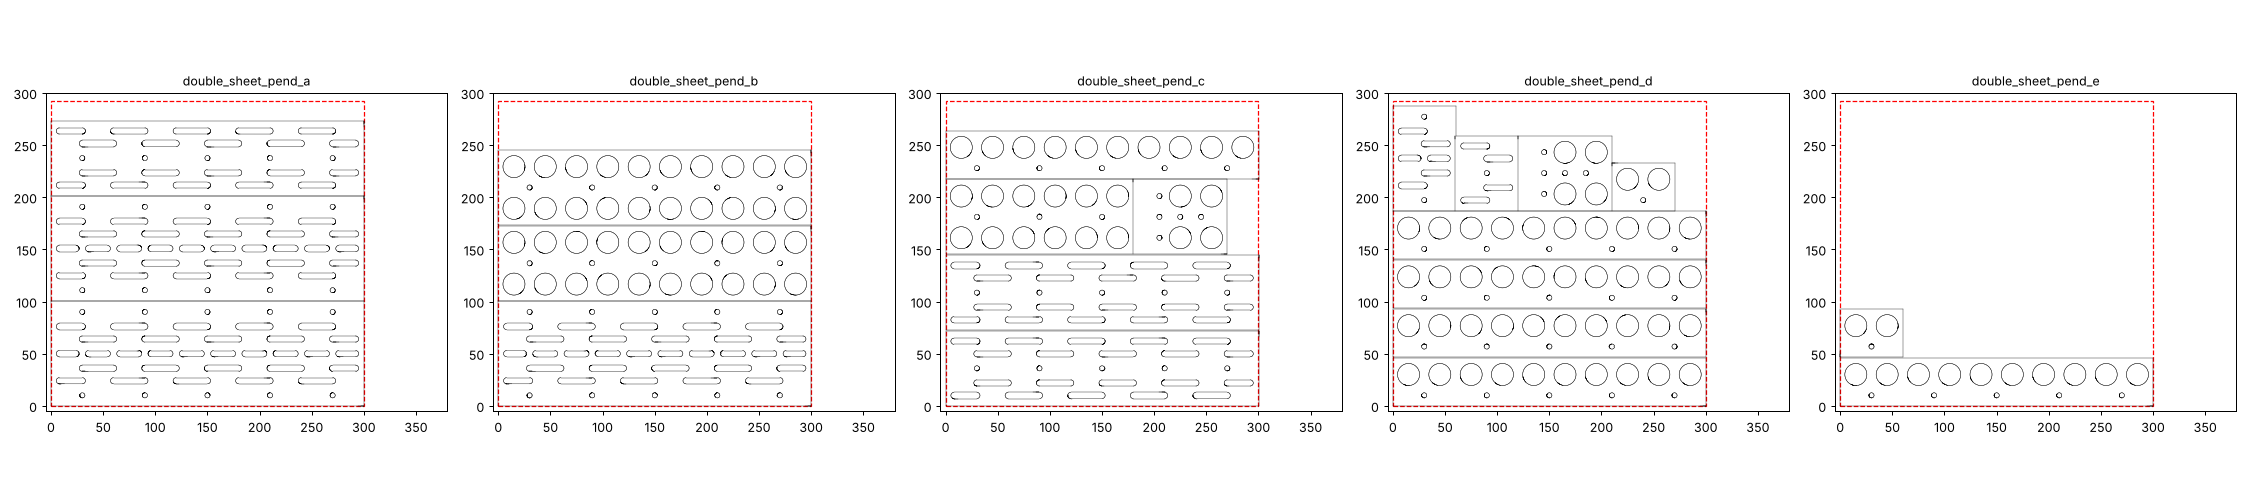 double_sheet_pend_a double_sheet_pend_b double_sheet_pend_c double_sheet_pend_d double_sheet_pend_e
300 300 300 300 300
250 250 250 250 250
200 200 200 200 200
150 150 150 150 150
100 100 100 100 100
50 50 50 50 50
0 0 0 0 0
0 50 100 150 200 250 300 350 0 50 100 150 200 250 300 350 0 50 100 150 200 250 300 350 0 50 100 150 200 250 300 350 0 50 100 150 200 250 300 350